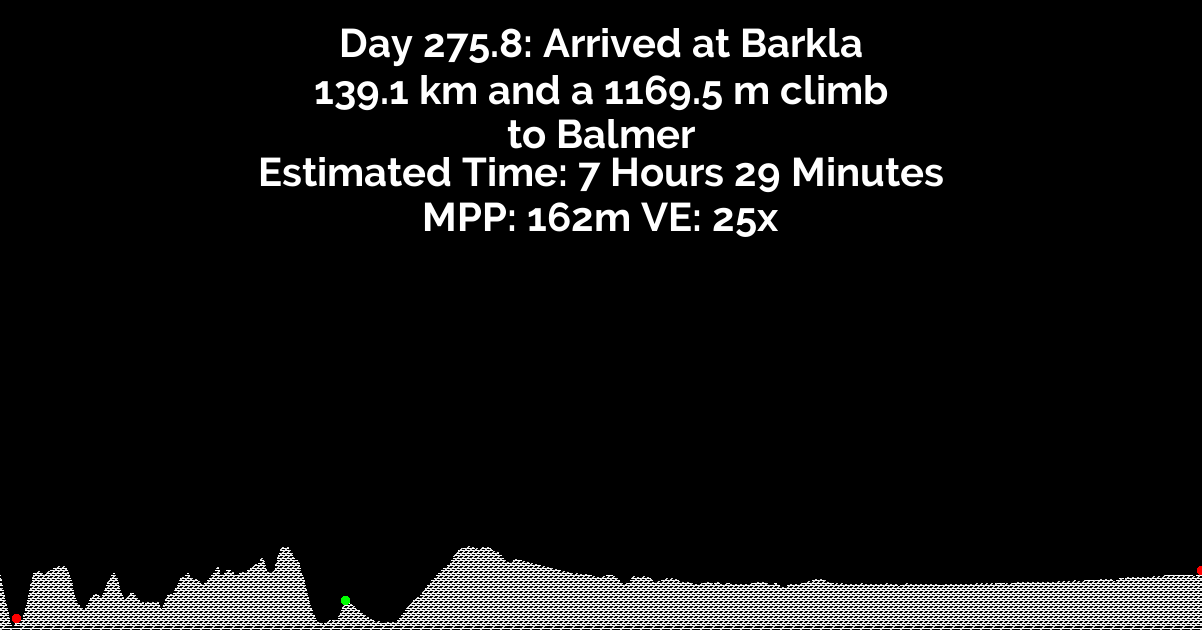 Day 275.8: Arrived at Barkla
139.1 km and a 1169.5 m climb
to Balmer
Estimated Time: 7 Hours 29 Minutes
MPP: 162m VE: 25x